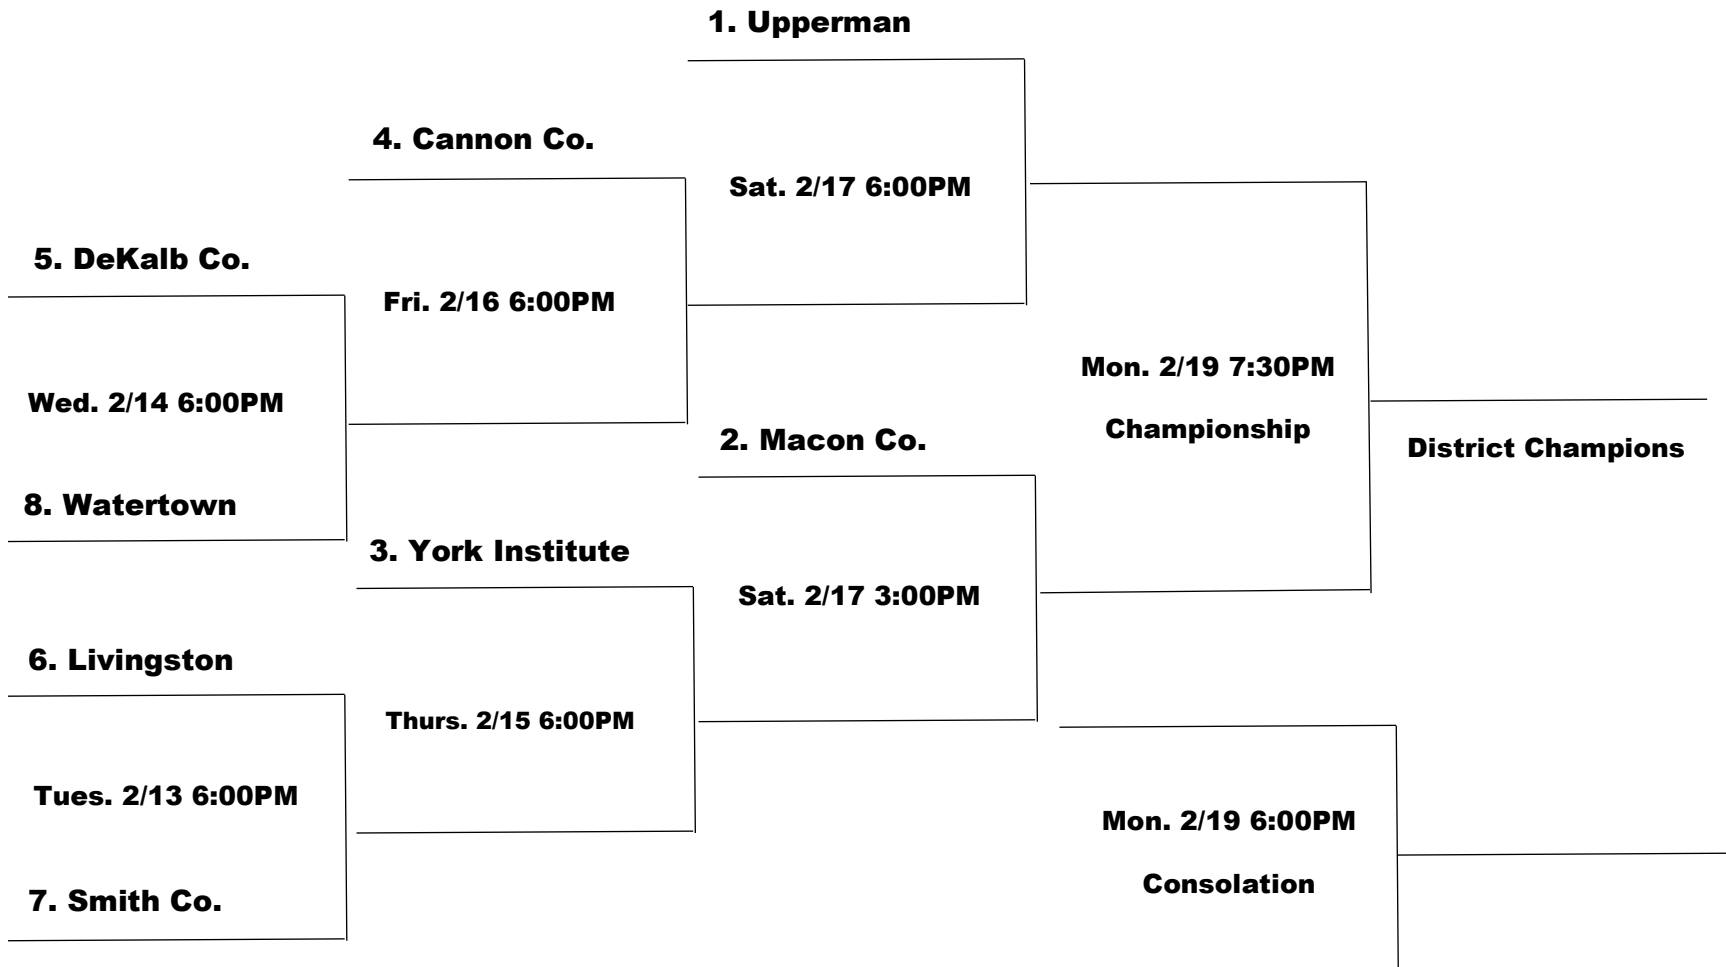 1. Upperman
4. Cannon Co.
Sat. 2/17 6:00PM
5. DeKalb Co.
Fri. 2/16 6:00PM
Mon. 2/19 7:30PM
Wed. 2/14 6:00PM
Championship
2. Macon Co.
District Champions
8. Watertown
3. York Institute
Sat. 2/17 3:00PM
6. Livingston
Thurs. 2/15 6:00PM
Tues. 2/13 6:00PM
Mon. 2/19 6:00PM
Consolation
7. Smith Co.